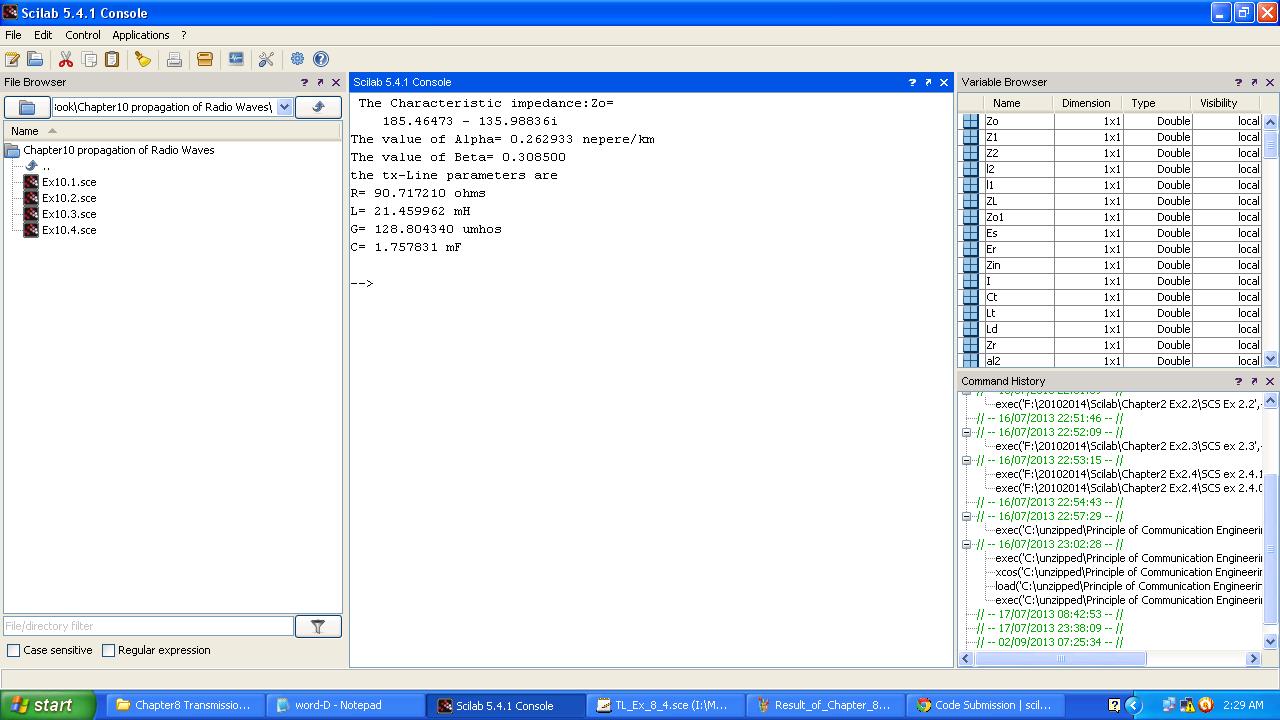 Scilab 5.4.1 Console
File Edit Control Applications ?
File Browser ? ↗ ×
ook\Chapter10 propagation of Radio Waves\
Name
Chapter10 propagation of Radio Waves
..
Ex10.1.sce
Ex10.2.sce
Ex10.3.sce
Ex10.4.sce
File/directory filter
Case sensitive Regular expression
Scilab 5.4.1 Console ? ↗ ×
The Characteristic impedance:Zo=
185.46473 - 135.98836i
The value of Alpha= 0.262933 nepere/km
The value of Beta= 0.308500
the tx-Line parameters are
R= 90.717210 ohms
L= 21.459962 mH
G= 128.804340 umhos
C= 1.757831 mF
-->
Variable Browser ? ↗ ×
Name Dimension Type Visibility
Zo 1x1 Double local
Z1 1x1 Double local
Z2 1x1 Double local
l2 1x1 Double local
l1 1x1 Double local
ZL 1x1 Double local
Zo1 1x1 Double local
Es 1x1 Double local
Er 1x1 Double local
Zin 1x1 Double local
I 1x1 Double local
Ct 1x1 Double local
Lt 1x1 Double local
Ld 1x1 Double local
Zr 1x1 Double local
al2 1x1 Double local
Command History ? ↗ ×
exec('F:\20102014\Scilab\Chapter2 Ex2.2\SCS Ex 2.2',
// -- 16/07/2013 22:51:46 -- //
// -- 16/07/2013 22:52:09 -- //
exec('F:\20102014\Scilab\Chapter2 Ex2.3\SCS ex 2.3',
// -- 16/07/2013 22:53:15 -- //
exec('F:\20102014\Scilab\Chapter2 Ex2.4\SCS ex 2.4.1
exec('F:\20102014\Scilab\Chapter2 Ex2.4\SCS ex 2.4.0
// -- 16/07/2013 22:54:43 -- //
// -- 16/07/2013 22:57:29 -- //
exec('C:\unzipped\Principle of Communication Engineerin
// -- 16/07/2013 23:02:28 -- //
exec('C:\unzipped\Principle of Communication Engineerin
xcos('C:\unzipped\Principle of Communication Engineerin
load('C:\unzipped\Principle of Communication Engineerin
exec('C:\unzipped\Principle of Communication Engineerin
// -- 17/07/2013 08:42:53 -- //
// -- 17/07/2013 23:38:09 -- //
// -- 02/09/2013 07:25:34 -- //
start Chapter8 Transmissio... word-D - Notepad Scilab 5.4.1 Console TL_Ex_8_4.sce (I:\M... Result_of_Chapter_8... Code Submission | scil... ? 2:29 AM